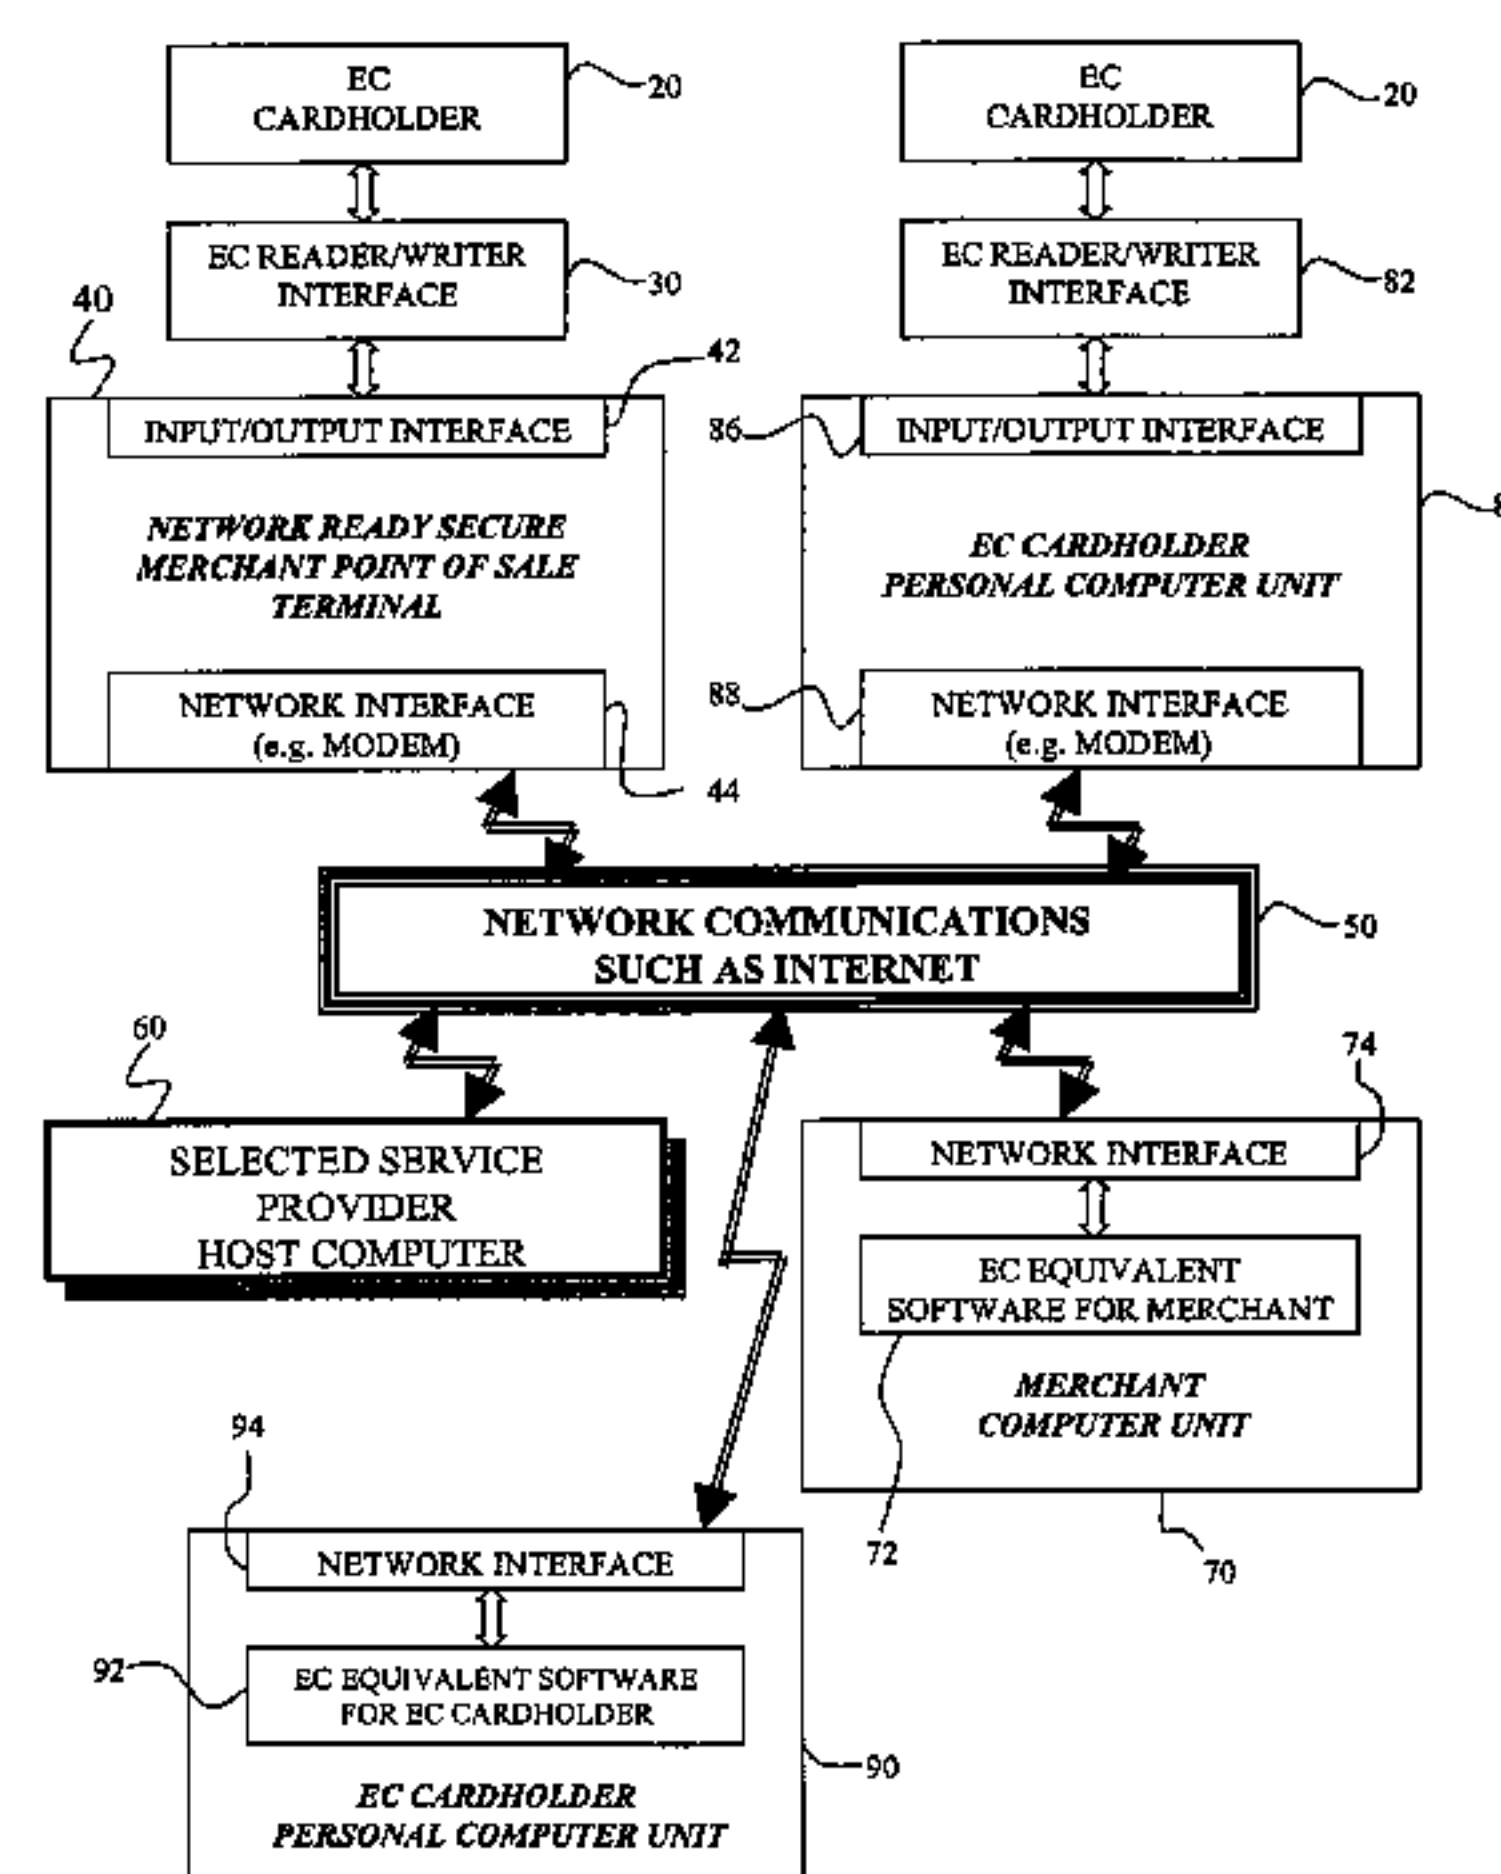 EC
CARDHOLDER
20
EC
CARDHOLDER
20
EC READER/WRITER
INTERFACE
30
EC READER/WRITER
INTERFACE
82
40
42
INPUT/OUTPUT INTERFACE
86
INPUT/OUTPUT INTERFACE
NETWORK READY SECURE
MERCHANT POINT OF SALE
TERMINAL
EC CARDHOLDER
PERSONAL COMPUTER UNIT
NETWORK INTERFACE
(e.g. MODEM)
44
88
NETWORK INTERFACE
(e.g. MODEM)
NETWORK COMMUNICATIONS
SUCH AS INTERNET
50
60
SELECTED SERVICE
PROVIDER
HOST COMPUTER
74
NETWORK INTERFACE
EC EQUIVALENT
SOFTWARE FOR MERCHANT
MERCHANT
COMPUTER UNIT
72
70
94
NETWORK INTERFACE
92
EC EQUIVALENT SOFTWARE
FOR EC CARDHOLDER
90
EC CARDHOLDER
PERSONAL COMPUTER UNIT